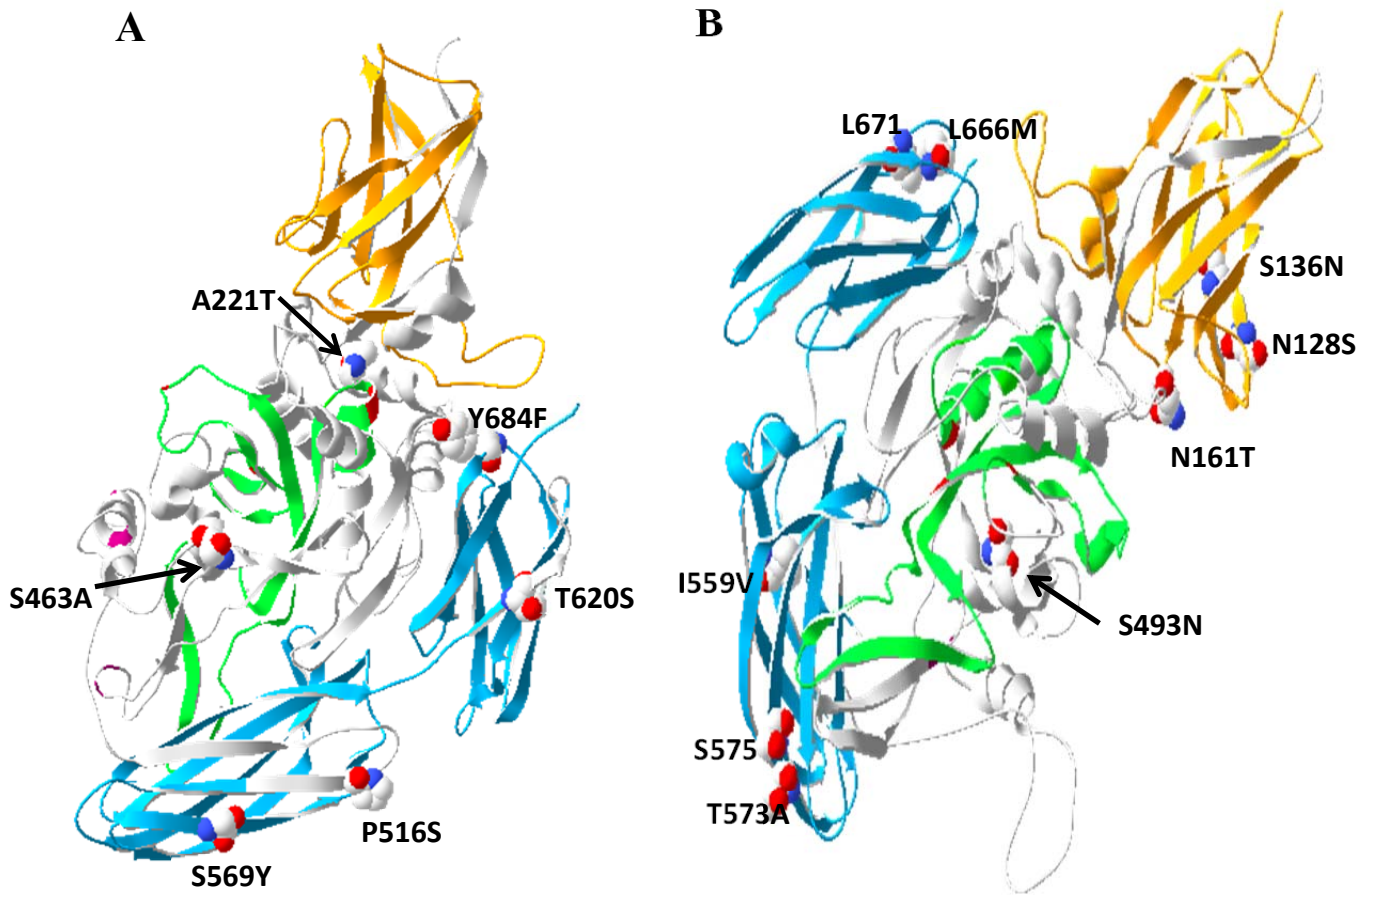 A
A221T
Y684F
S463A
T620S
P516S
S569Y
B
L671
L666M
S136N
N128S
N161T
I559V
S493N
S575
T573A